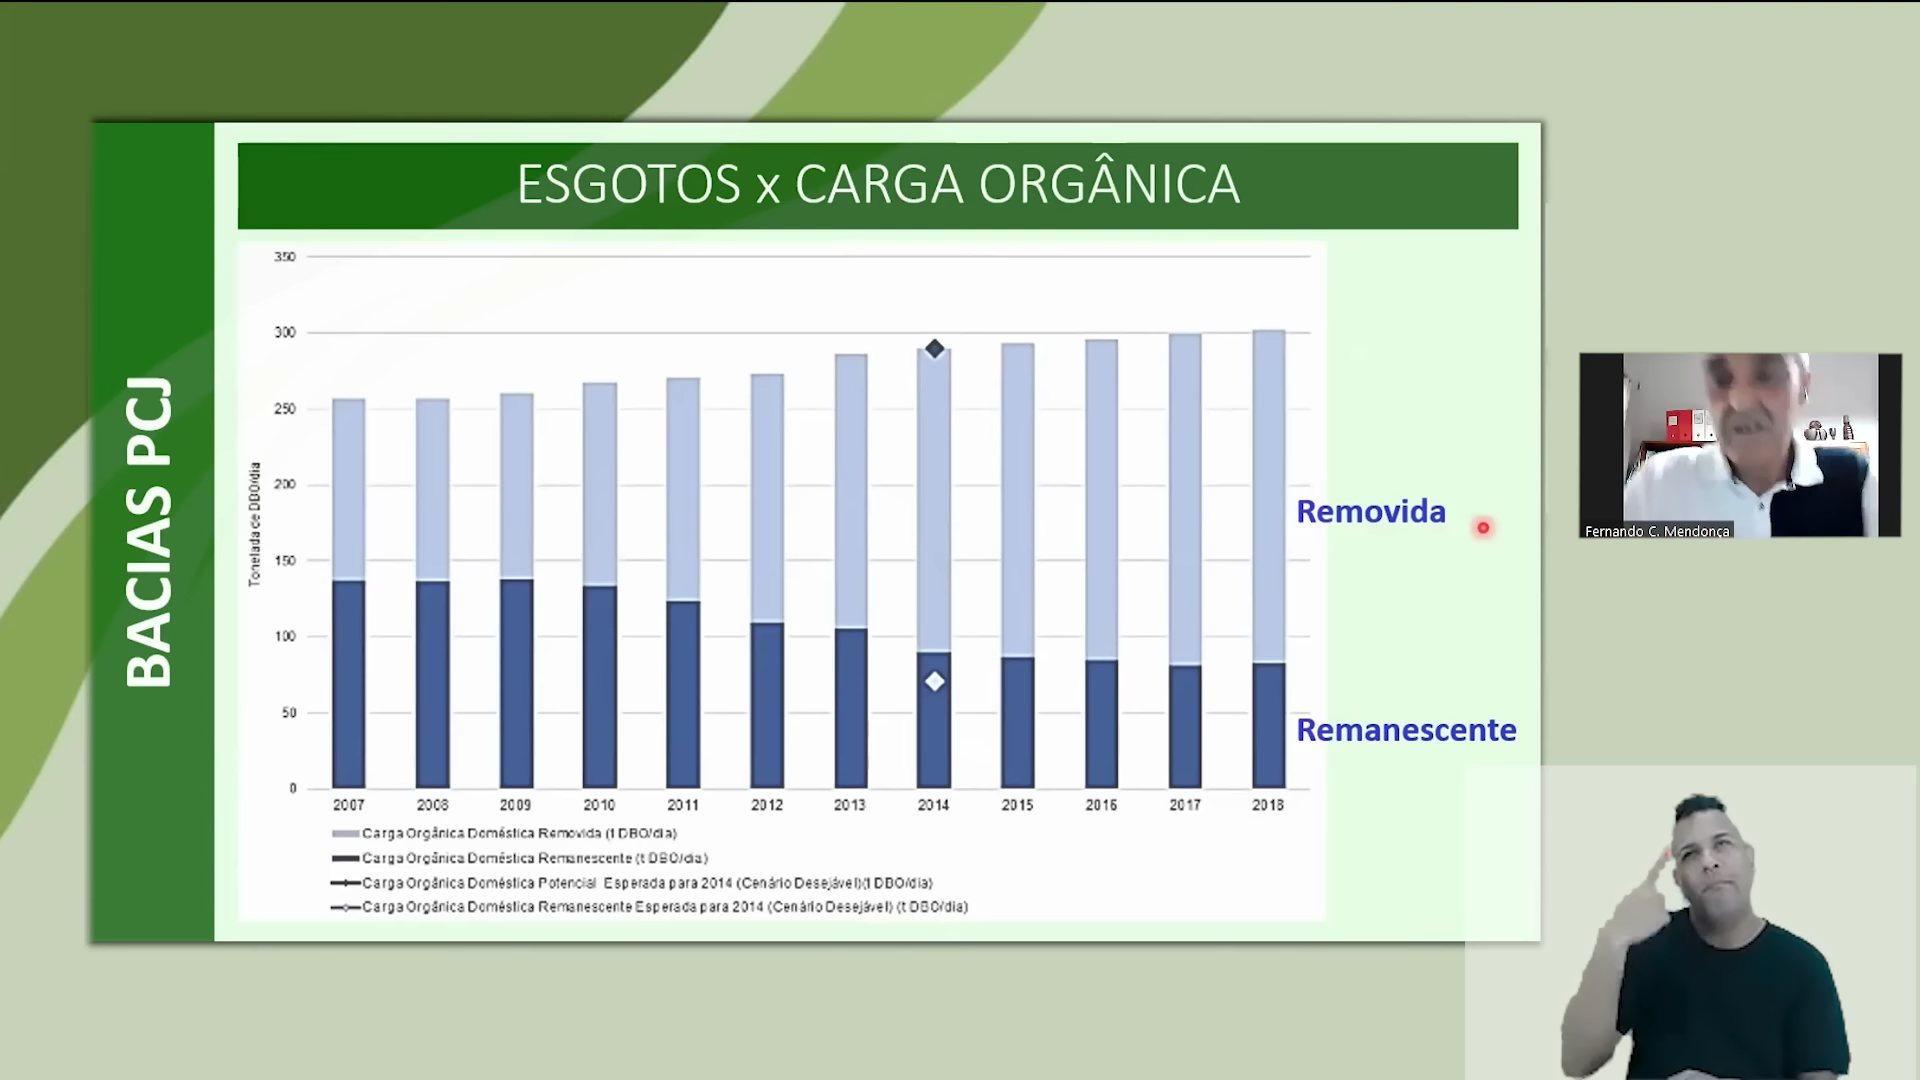 BACIAS PCJ
ESGOTOS x CARGA ORGÂNICA
Tonelada de DBO/dia
350
300
250
200
150
100
50
0
2007 2008 2009 2010 2011 2012 2013 2014 2015 2016 2017 2018
Removida
Remanescente
Carga Orgânica Doméstica Removida (t DBO/dia)
Carga Orgânica Doméstica Remanescente (t DBO/dia)
Carga Orgânica Doméstica Potencial Esperada para 2014 (Cenário Desejável)(t DBO/dia)
Carga Orgânica Doméstica Remanescente Esperada para 2014 (Cenário Desejável) (t DBO/dia)
Fernando C. Mendonça